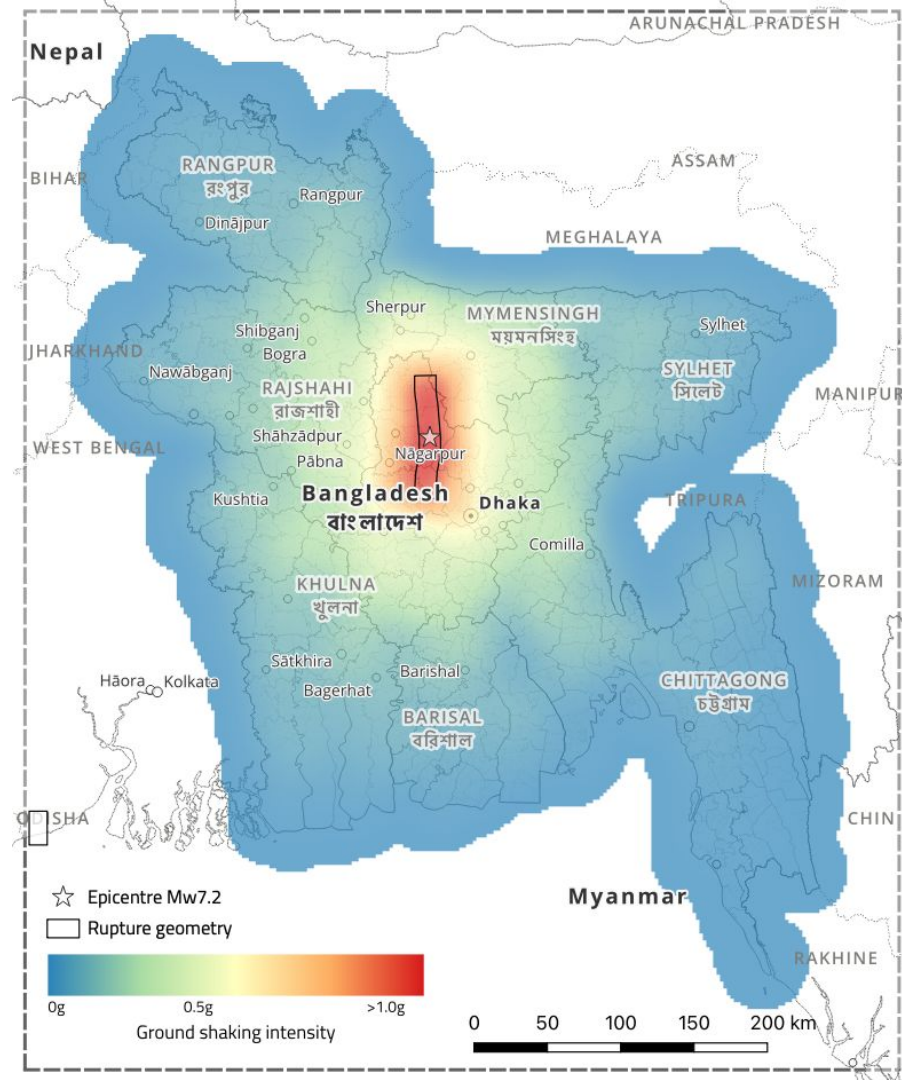 ARUNACHAL PRADESH
Nepal
ASSAM
RANGPUR
রংপুর
BIHAR
Rangpur
Dinājpur
MEGHALAYA
Sherpur
MYMENSINGH
ময়মনসিংহ
Sylhet
Shibganj
Bogra
JHARKHAND
Nawābganj
SYLHET
সিলেট
RAJSHAHI
রাজশাহী
MANIPUR
Shāhzādpur
WEST BENGAL
Nāgarpur
Pābna
Kushtia
Bangladesh
বাংলাদেশ
Dhaka
TRIPURA
Comilla
KHULNA
খুলনা
MIZORAM
Sātkhira
Barishal
Hāora
Kolkata
Bagerhat
CHITTAGONG
চট্টগ্রাম
BARISAL
বরিশাল
ODISHA
CHIN
Myanmar
RAKHINE
Epicentre Mw7.2
Rupture geometry
0g 0.5g >1.0g
Ground shaking intensity
0 50 100 150 200 km